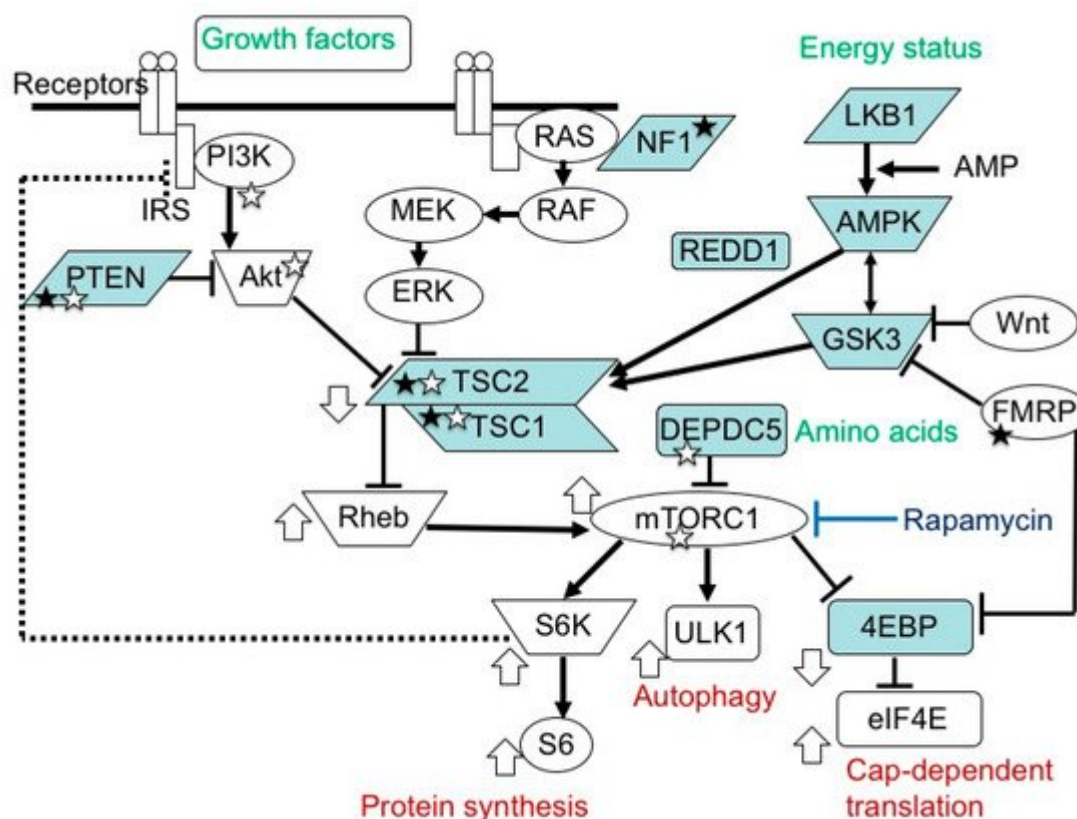 Growth factors
Energy status
Receptors
LKB1
RAS
NF1
PI3K
AMP
IRS
MEK
RAF
AMPK
REDD1
PTEN
Akt
ERK
GSK3
Wnt
TSC2
FMRP
TSC1
DEPDC5
Amino acids
Rheb
mTORC1
Rapamycin
S6K
ULK1
4EBP
Autophagy
eIF4E
S6
Protein synthesis
Cap-dependent
translation